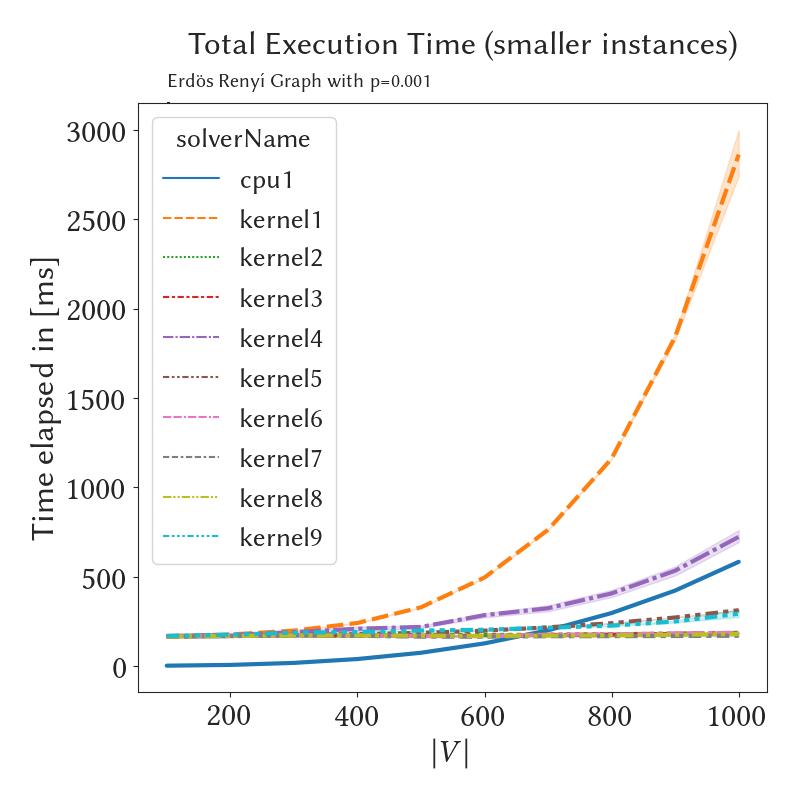 Total Execution Time (smaller instances)
Erdös Renyí Graph with p=0.001
Time elapsed in [ms]
3000
2500
2000
1500
1000
500
0
solverName
cpu1
kernel1
kernel2
kernel3
kernel4
kernel5
kernel6
kernel7
kernel8
kernel9
200 400 600 800 1000
|V|